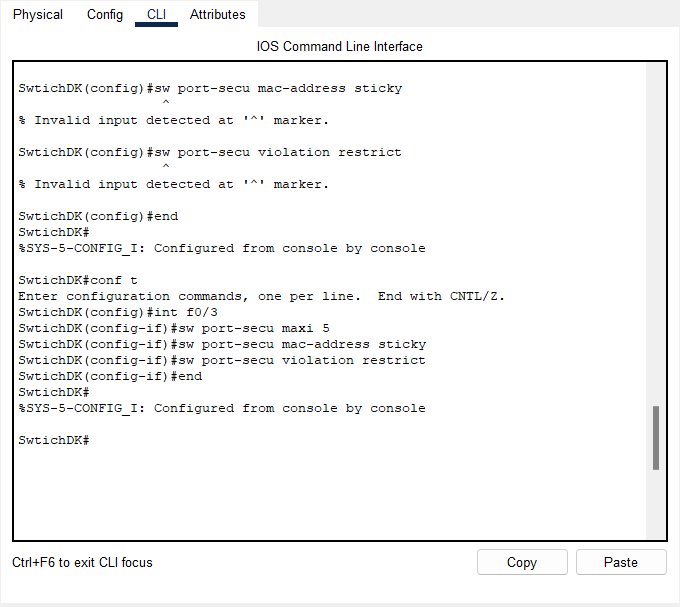 Physical Config CLI Attributes
IOS Command Line Interface
SwtichDK(config)#sw port-secu mac-address sticky
^
% Invalid input detected at '^' marker.
SwtichDK(config)#sw port-secu violation restrict
^
% Invalid input detected at '^' marker.
SwtichDK(config)#end
SwtichDK#
%SYS-5-CONFIG_I: Configured from console by console
SwtichDK#conf t
Enter configuration commands, one per line.  End with CNTL/Z.
SwtichDK(config)#int f0/3
SwtichDK(config-if)#sw port-secu maxi 5
SwtichDK(config-if)#sw port-secu mac-address sticky
SwtichDK(config-if)#sw port-secu violation restrict
SwtichDK(config-if)#end
SwtichDK#
%SYS-5-CONFIG_I: Configured from console by console
SwtichDK#
Ctrl+F6 to exit CLI focus
Copy Paste